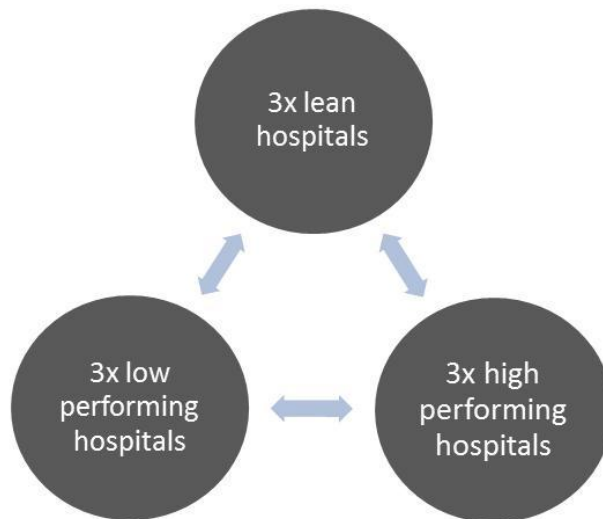 3x lean
hospitals
3x low
performing
hospitals
3x high
performing
hospitals